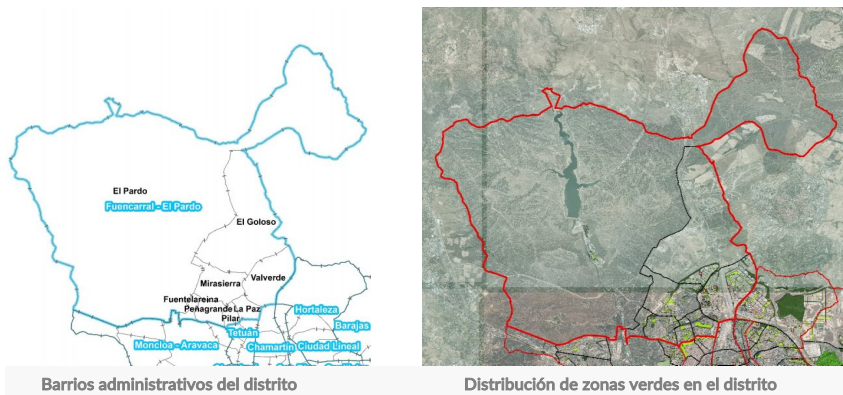 El Pardo
Fuencarral - El Pardo
El Goloso
Valverde
Mirasierra
Fuentelareina
Peñagrande La Paz
Pilar
Hortaleza
Tetuán
Barajas
Moncloa - Aravaca
Chamartín
Ciudad Lineal
Barrios administrativos del distrito
Distribución de zonas verdes en el distrito